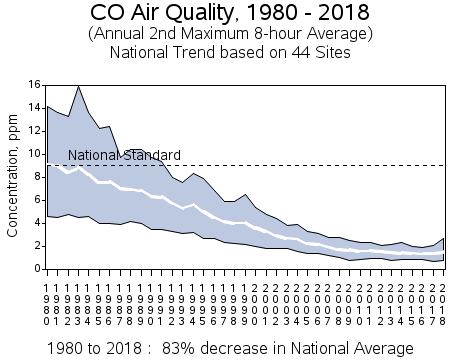 CO Air Quality, 1980 - 2018
(Annual 2nd Maximum 8-hour Average)
National Trend based on 44 Sites
Concentration, ppm
16
14
12
10
8
6
4
2
0
National Standard
1980 1981 1982 1983 1984 1985 1986 1987 1988 1989 1990 1991 1992 1993 1994 1995 1996 1997 1998 1999 2000 2001 2002 2003 2004 2005 2006 2007 2008 2009 2010 2011 2012 2013 2014 2015 2016 2017 2018
1980 to 2018 : 83% decrease in National Average